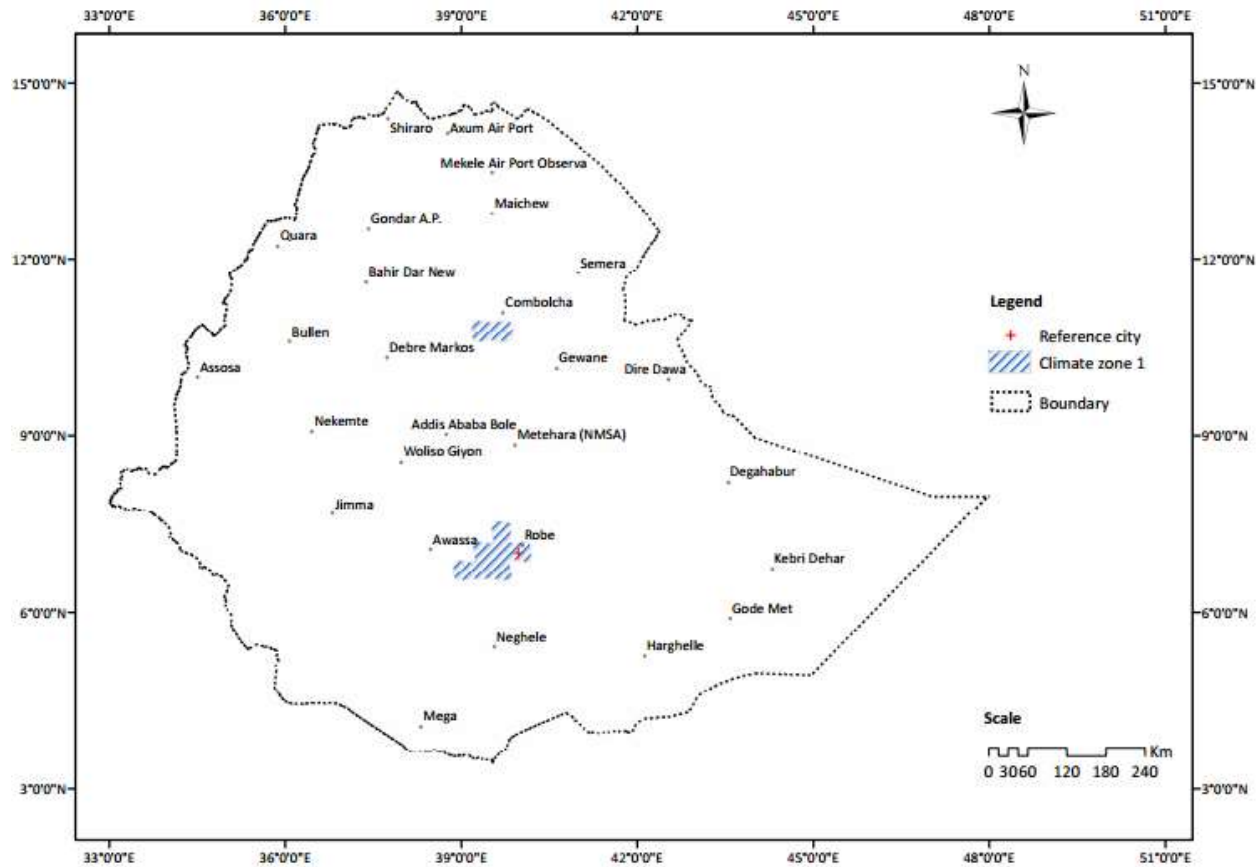 33°0'0"E 36°0'0"E 39°0'0"E 42°0'0"E 45°0'0"E 48°0'0"E 51°0'0"E
N
15°0'0"N 15°0'0"N
Shiraro
Axum Air Port
Mekele Air Port Observa
Maichew
Gondar A.P.
Quara
12°0'0"N 12°0'0"N
Semera
Bahir Dar New
Combolcha
Legend
Reference city
Climate zone 1
Boundary
Bullen
Debre Markos
Gewane
Dire Dawa
Assosa
Nekemte
Addis Ababa Bole
Metehara (NMSA)
9°0'0"N 9°0'0"N
Woliso Giyon
Degahabur
Jimma
Awassa
Robe
Kebri Dehar
6°0'0"N 6°0'0"N
Gode Met
Neghele
Harghelle
Mega
Scale
Km
0 30 60 120 180 240
3°0'0"N 3°0'0"N
33°0'0"E 36°0'0"E 39°0'0"E 42°0'0"E 45°0'0"E 48°0'0"E 51°0'0"E